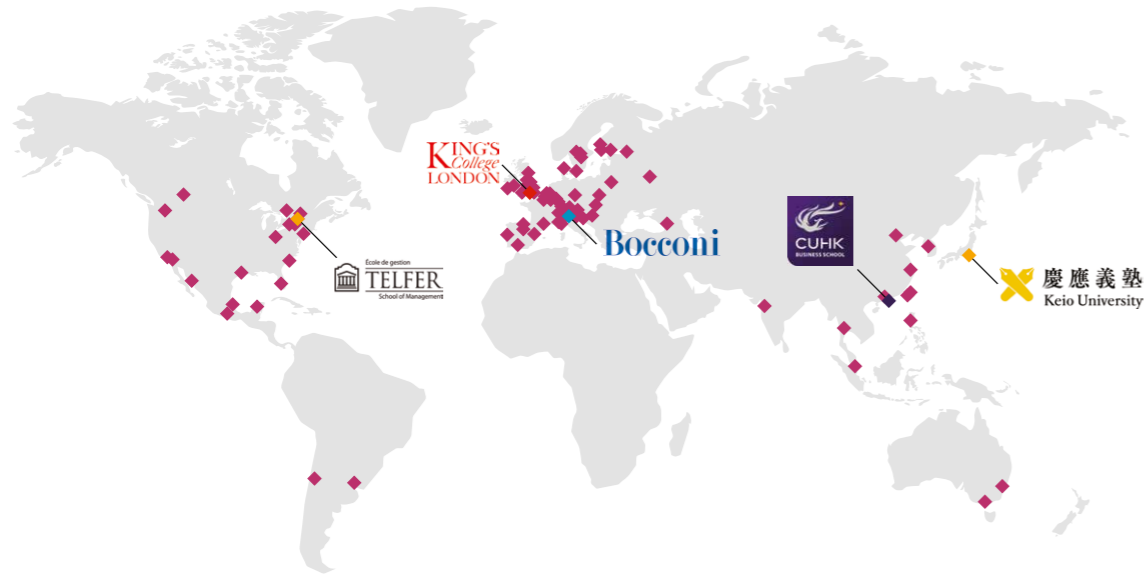 KING'S
College
LONDON
École de gestion
TELFER
School of Management
Bocconi
CUHK
BUSINESS SCHOOL
慶應義塾
Keio University